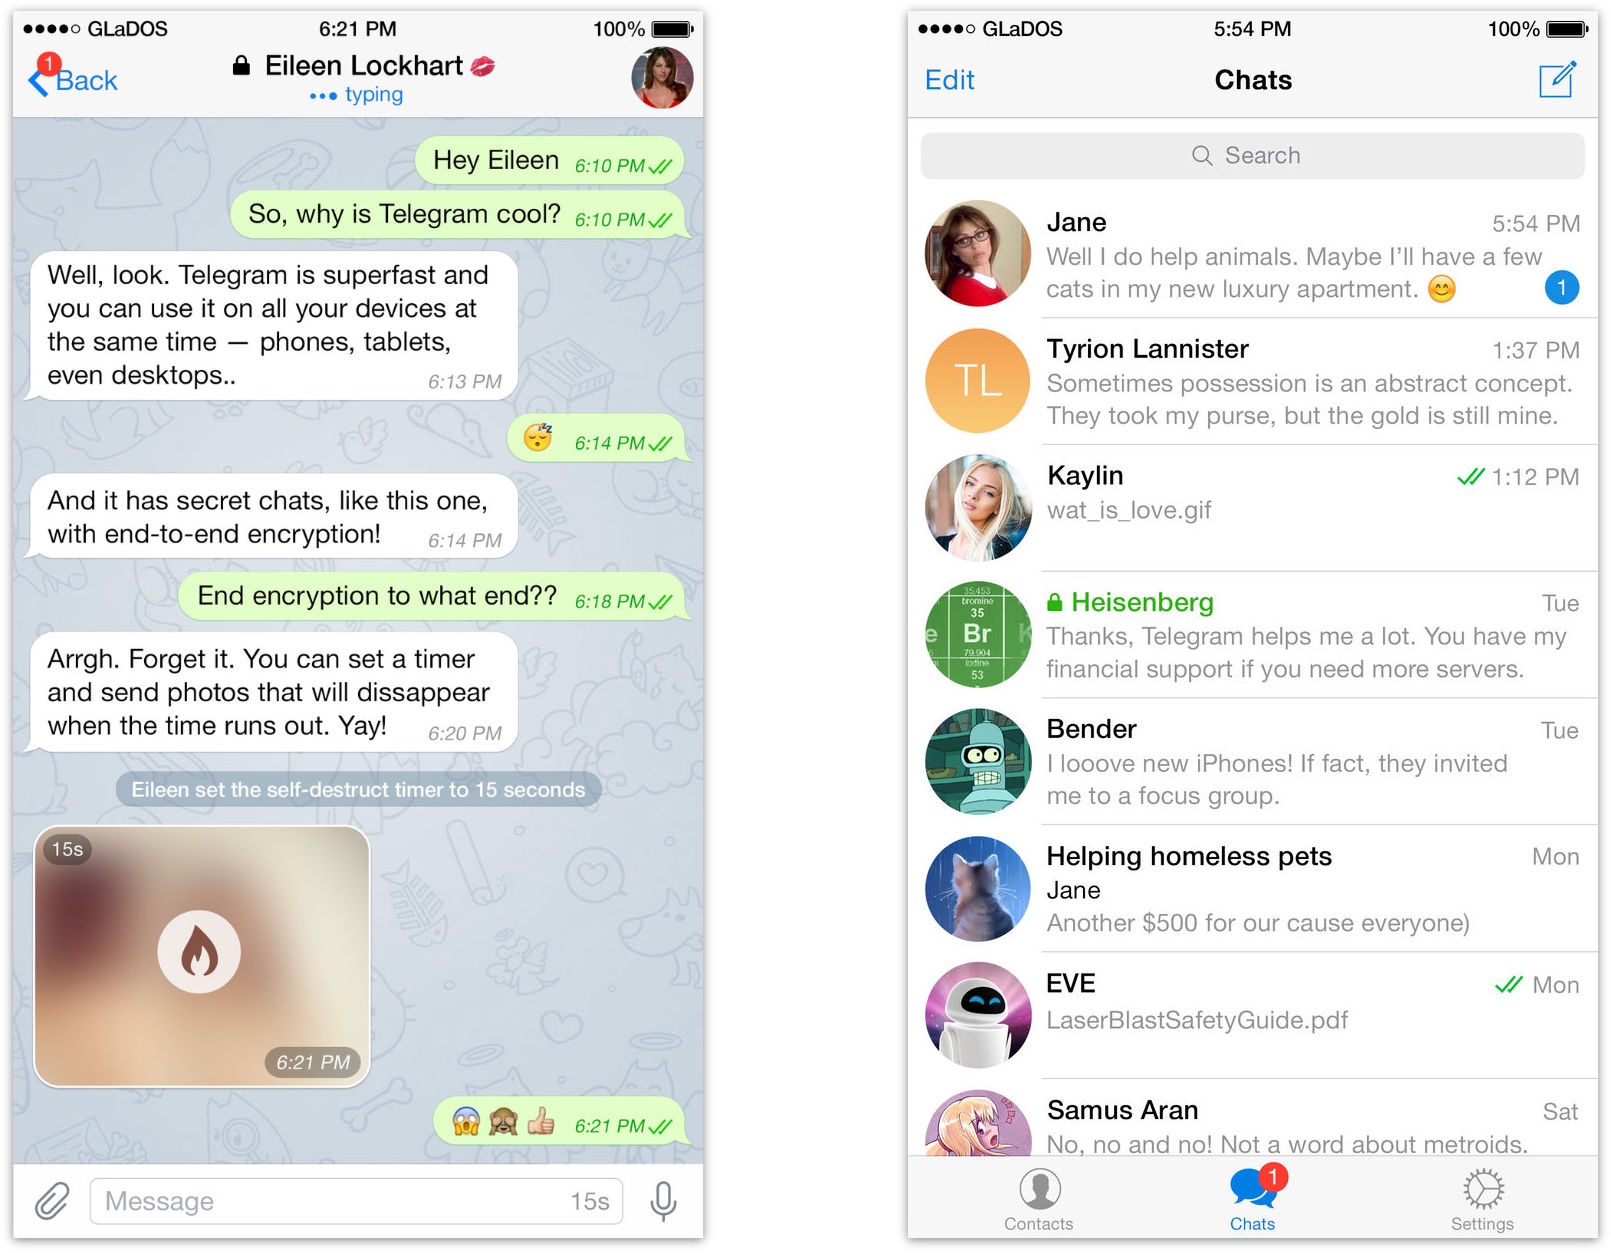 GLaDOS 6:21 PM 100%
1
Back
Eileen Lockhart💋
typing
Hey Eileen 6:10 PM
So, why is Telegram cool? 6:10 PM
Well, look. Telegram is superfast and
you can use it on all your devices at
the same time — phones, tablets,
even desktops.. 6:13 PM
😴 6:14 PM
And it has secret chats, like this one,
with end-to-end encryption! 6:14 PM
End encryption to what end?? 6:18 PM
Arrgh. Forget it. You can set a timer
and send photos that will dissappear
when the time runs out. Yay! 6:20 PM
Eileen set the self-destruct timer to 15 seconds
15s
6:21 PM
😱 🙈 👍 6:21 PM
Message 15s
GLaDOS 5:54 PM 100%
Edit Chats
Search
Jane 5:54 PM
Well I do help animals. Maybe I’ll have a few
cats in my new luxury apartment. 😊 1
Tyrion Lannister 1:37 PM
TL
Sometimes possession is an abstract concept.
They took my purse, but the gold is still mine.
Kaylin 1:12 PM
wat_is_love.gif
35,453
bromine
35
Br
e
K
79.904
Iodine
53
Heisenberg Tue
Thanks, Telegram helps me a lot. You have my
financial support if you need more servers.
Bender Tue
I looove new iPhones! If fact, they invited
me to a focus group.
Helping homeless pets Mon
Jane
Another $500 for our cause everyone)
EVE Mon
LaserBlastSafetyGuide.pdf
Samus Aran Sat
No, no and no! Not a word about metroids.
1
Contacts Chats Settings